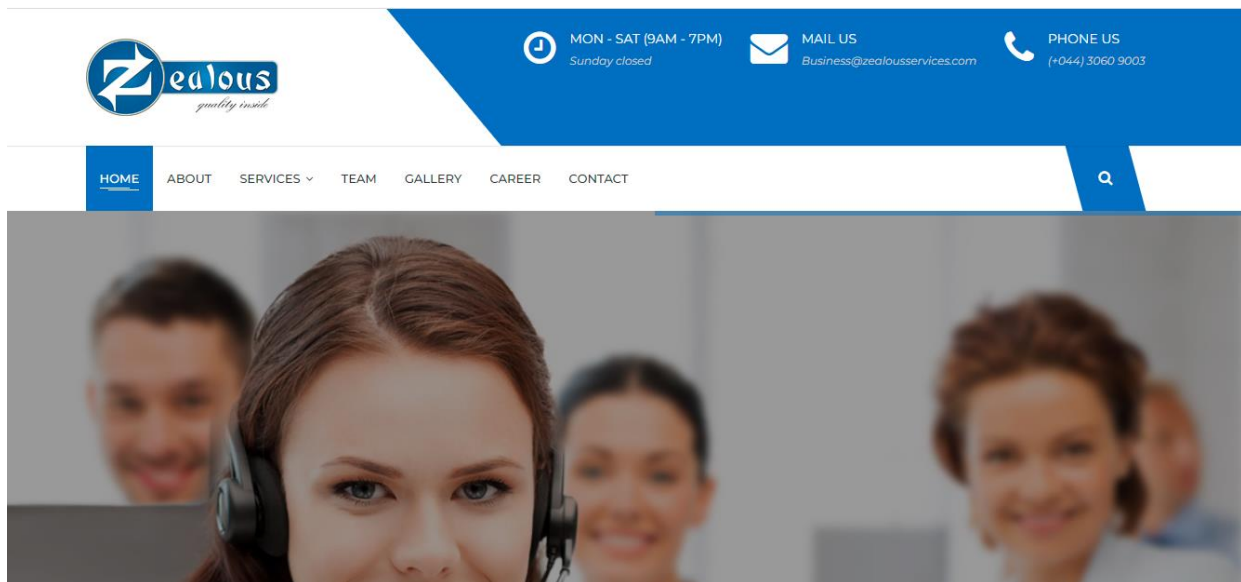 Zealous
quality inside
MON - SAT (9AM - 7PM)
Sunday closed
MAIL US
Business@zealousservices.com
PHONE US
(+044) 3060 9003
HOME ABOUT SERVICES TEAM GALLERY CAREER CONTACT